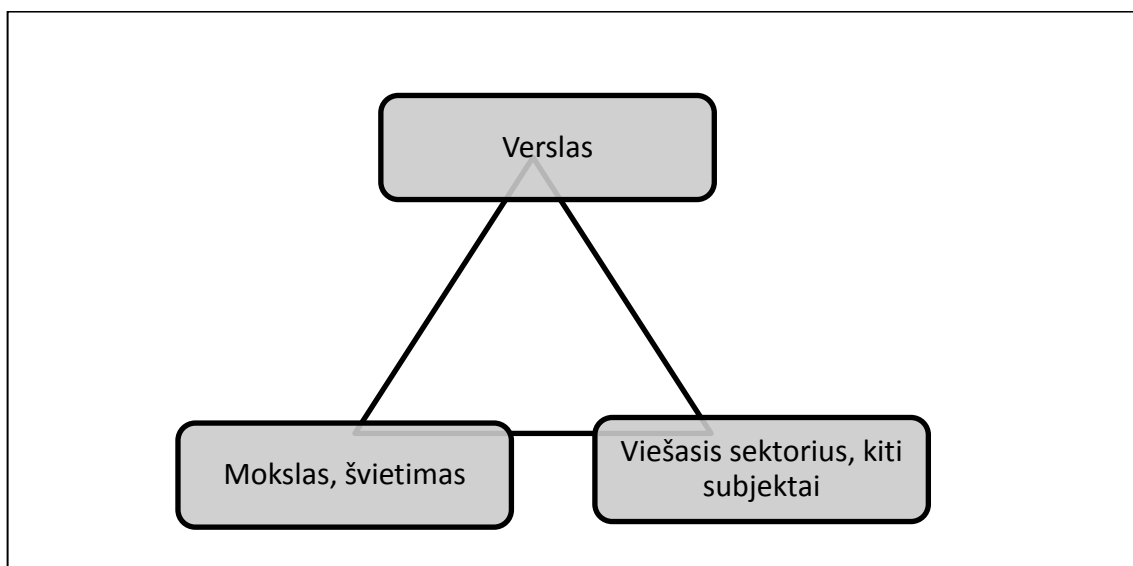 Verslas
Mokslas, švietimas
Viešasis sektorius, kiti
subjektai